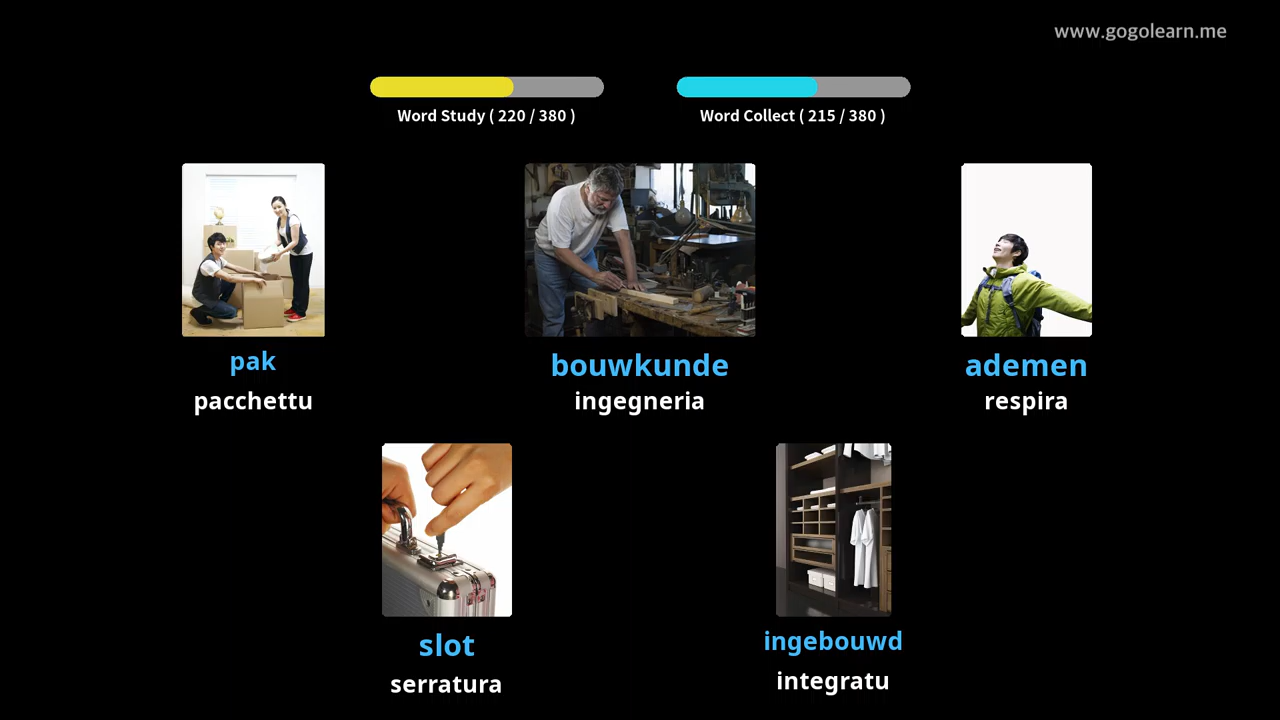 www.gogolearn.me
Word Study ( 220 / 380 )
Word Collect ( 215 / 380 )
pak
pacchettu
bouwkunde
ingegneria
ademen
respira
slot
serratura
ingebouwd
integratu